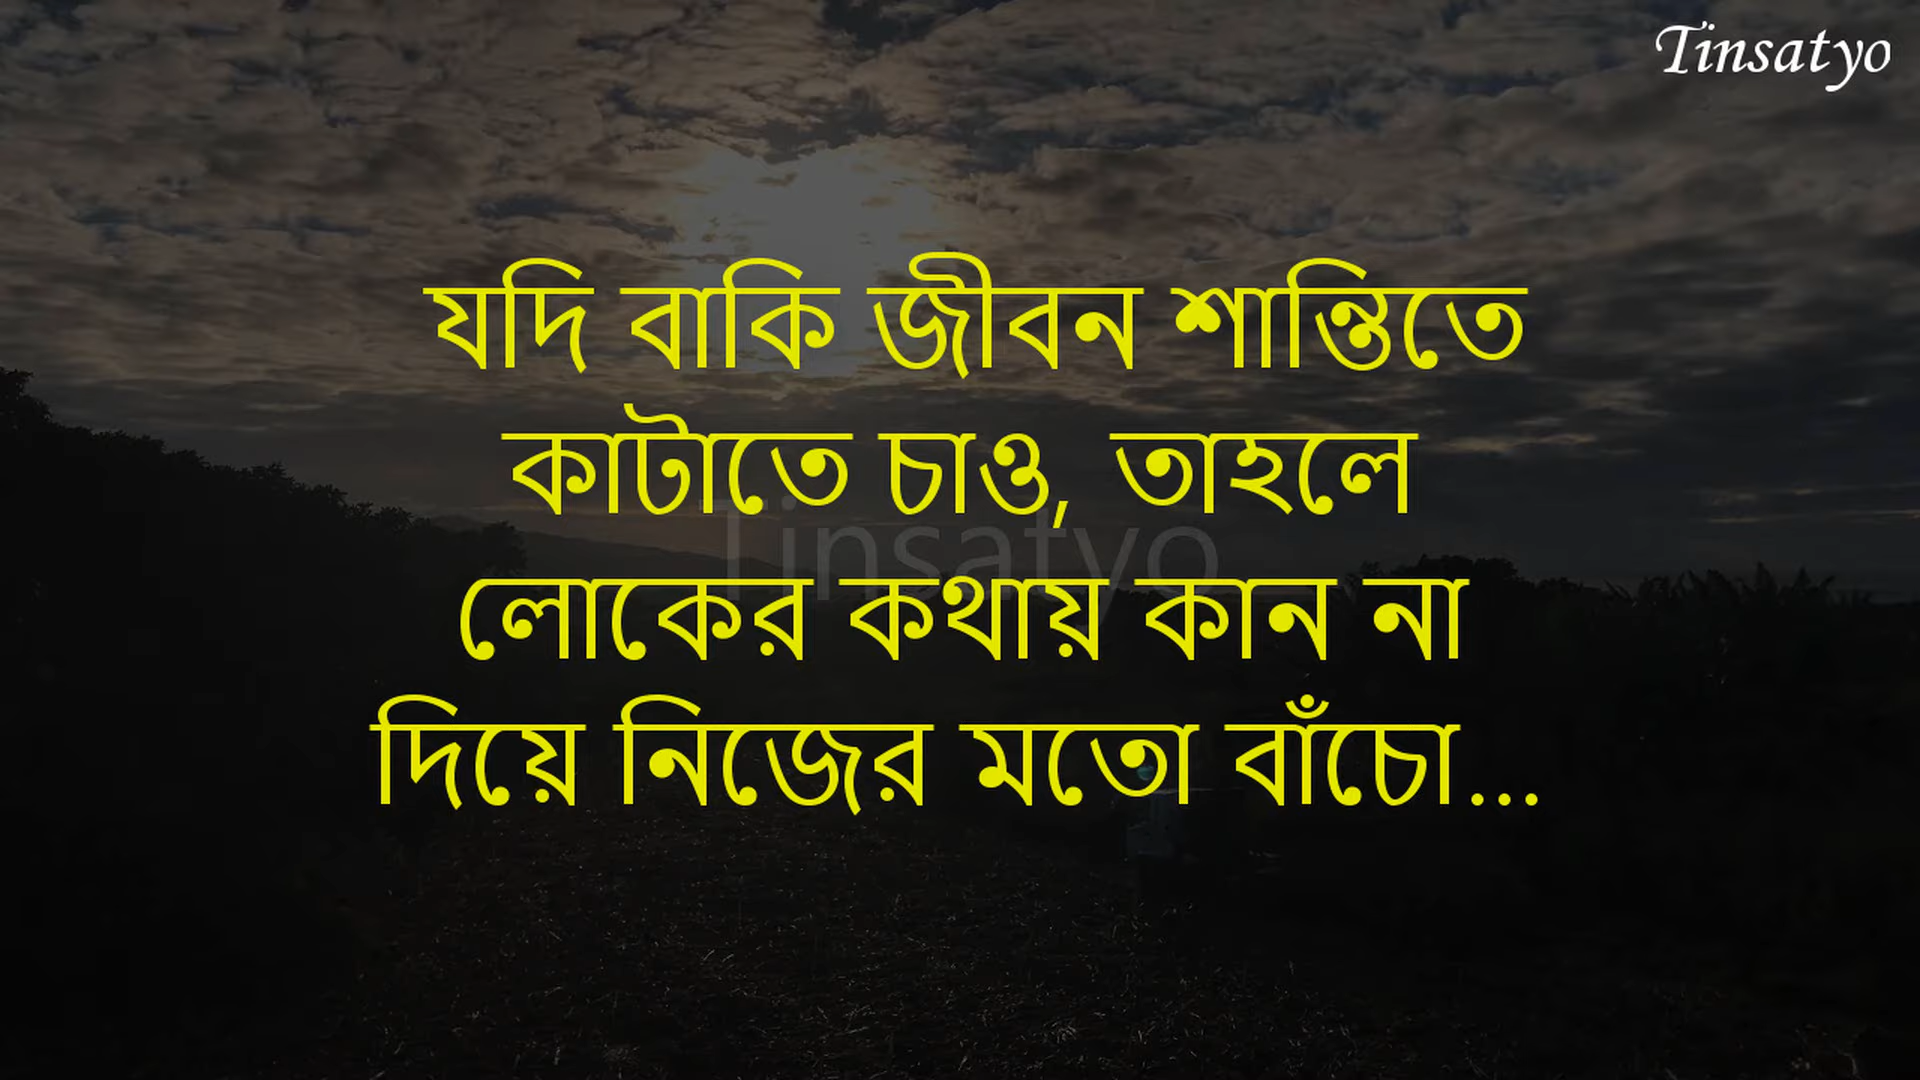 Tinsatyo
যদি বাকি জীবন শান্তিতে
কাটাতে চাও, তাহলে
Tinsatyo
লোকের কথায় কান না
দিয়ে নিজের মতো বাঁচো...